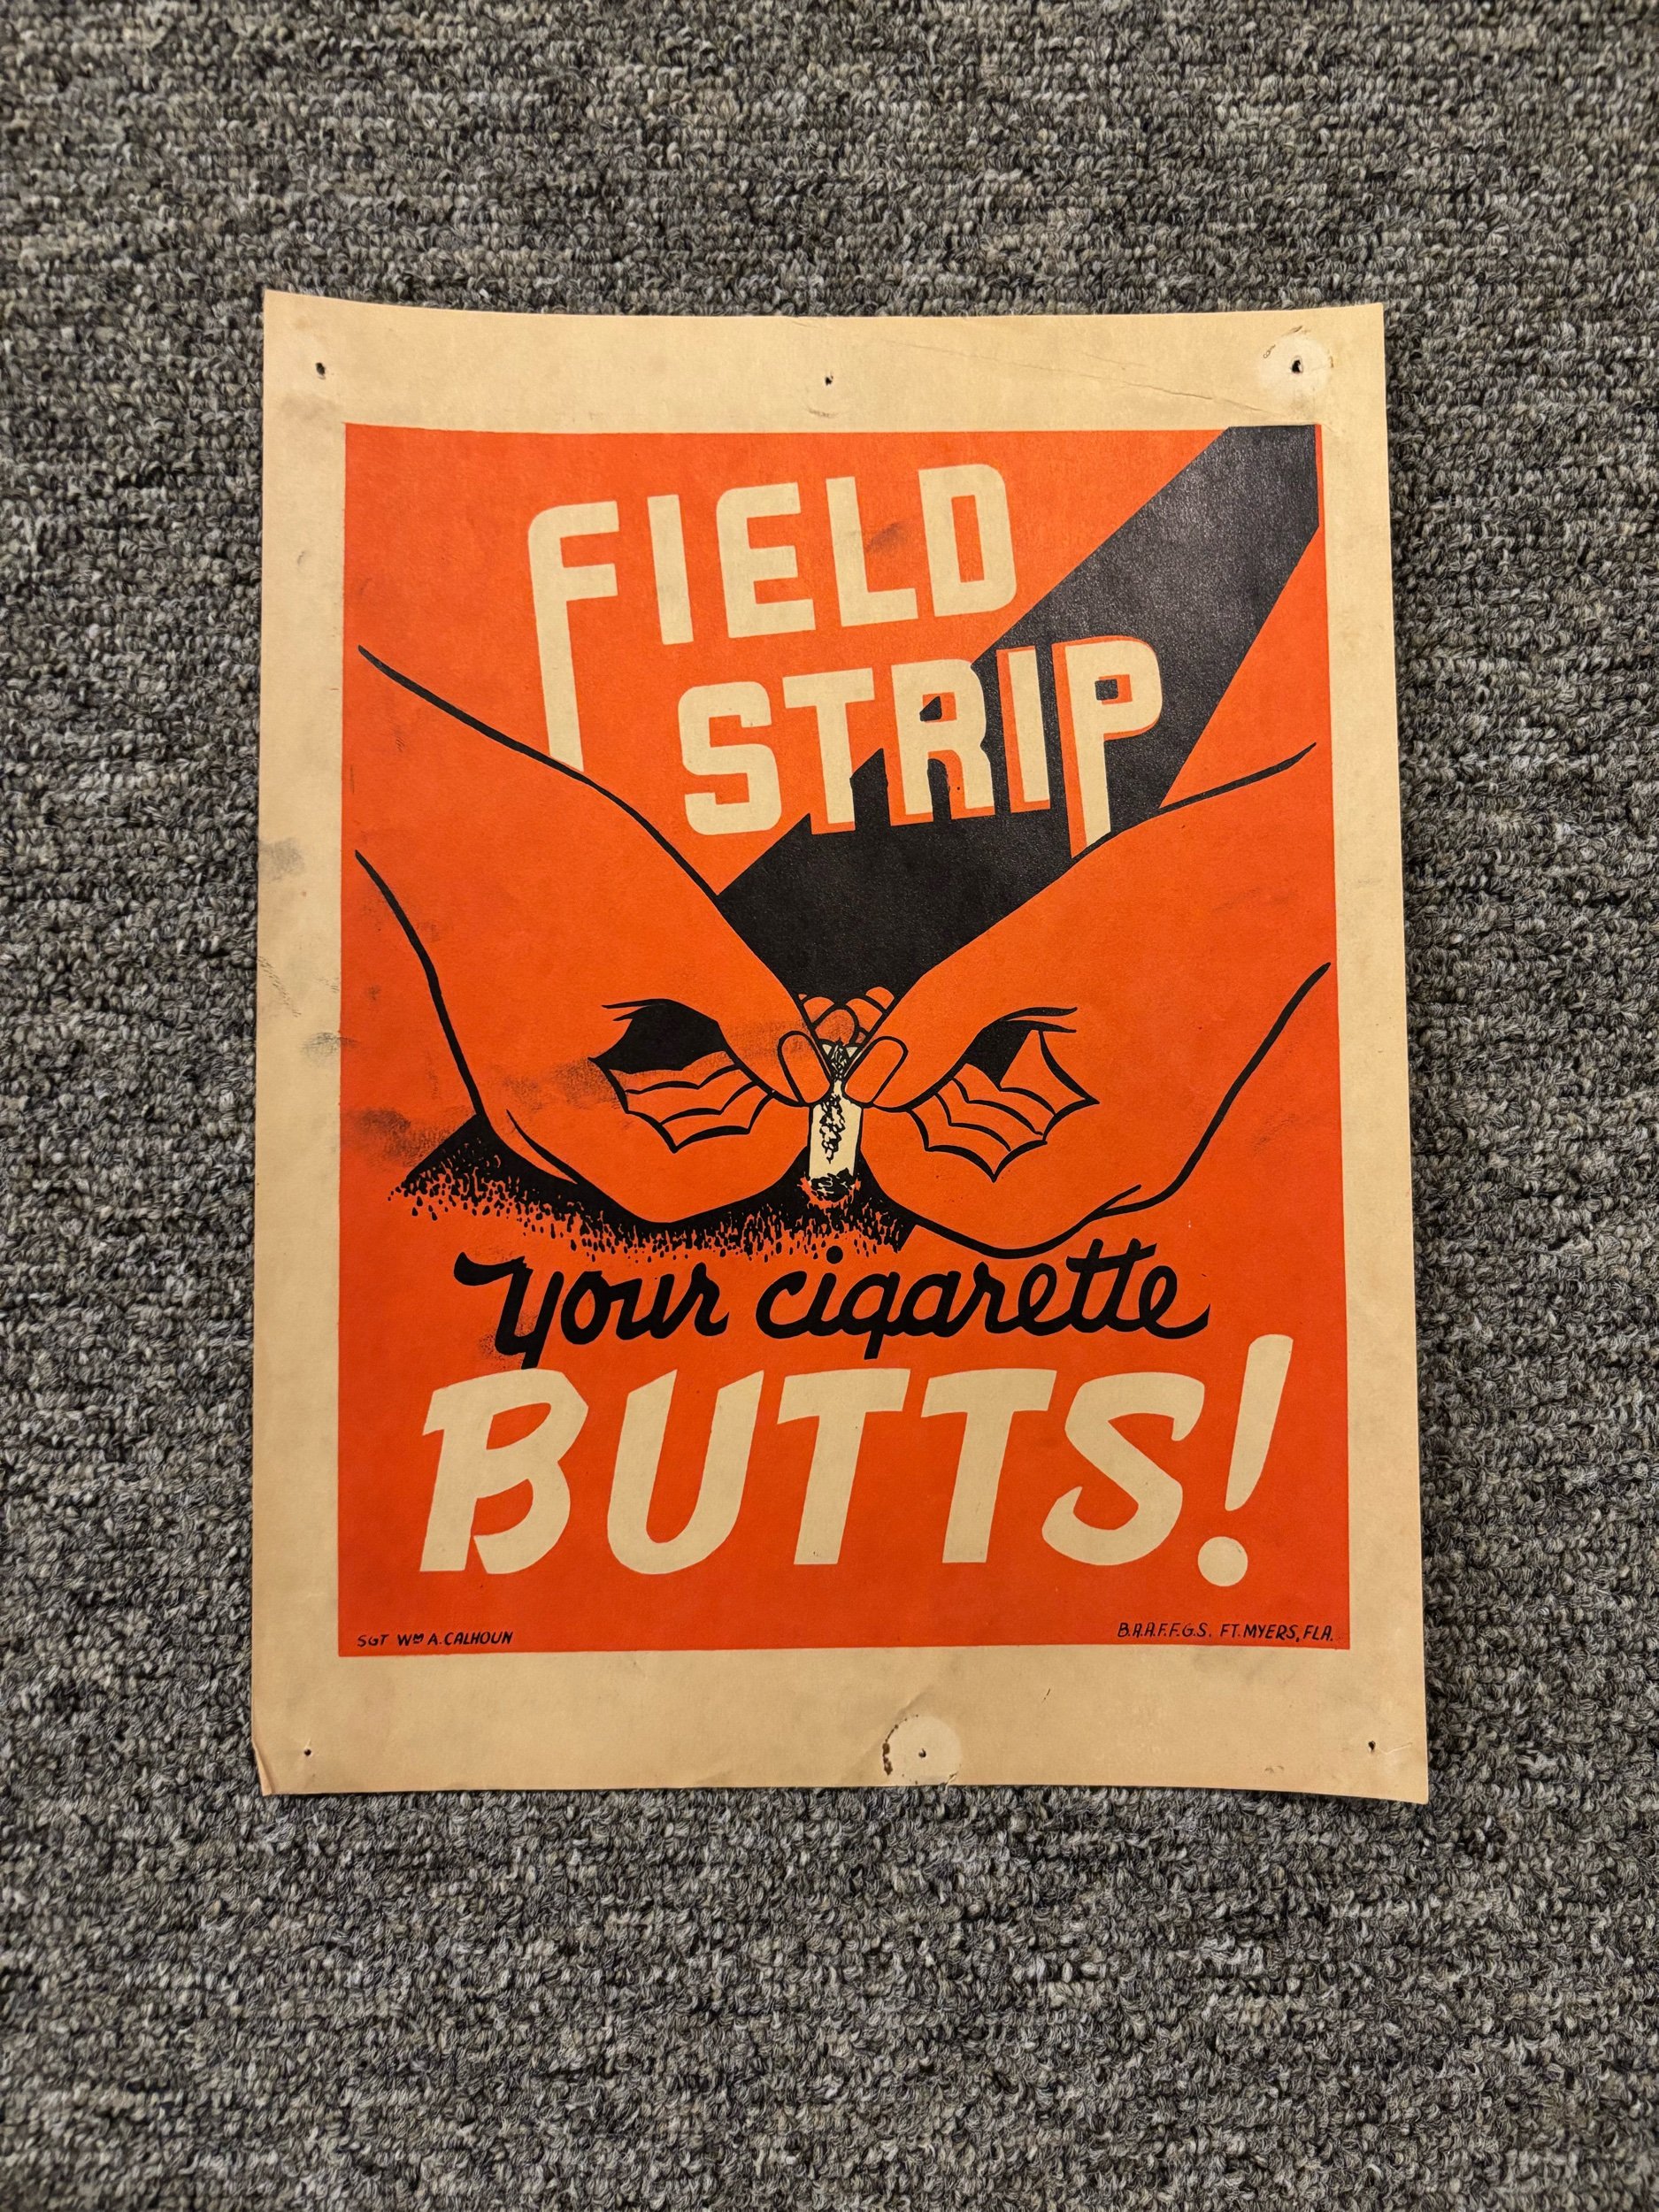 FIELD
STRIP
your cigarette
BUTTS!
SGT WM A. CALHOUN
B.A.A.F.F.G.S. FT. MYERS, FLA.